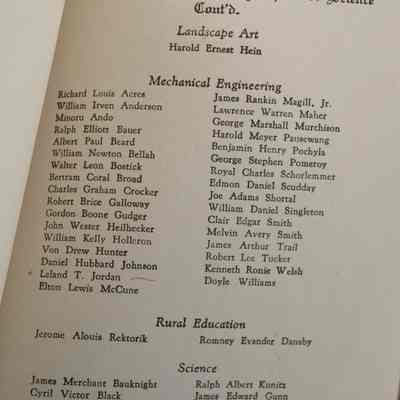 Science
Cont'd.
Landscape Art
Harold Ernest Hein
Mechanical Engineering
Richard Louis Acres
William Irven Anderson
Minoru Ando
Ralph Elliott Bauer
Albert Paul Beard
William Newton Bellah
Walter Leon Bostick
Bertram Coral Broad
Charles Graham Crocker
Robert Brice Galloway
Gordon Boone Gudger
John Wester Heilhecker
William Kelly Holleron
Von Drew Hunter
Daniel Hubbard Johnson
Leland T. Jordan
Elton Lewis McCune
James Rankin Magill, Jr.
Lawrence Warren Maher
George Marshall Murchison
Harold Meyer Pausewang
Benjamin Henry Pochyla
George Stephen Pomeroy
Royal Charles Schorlemmer
Edmon Daniel Scudday
Joe Adams Shortal
William Daniel Singleton
Clair Edgar Smith
Melvin Avery Smith
James Arthur Trail
Robert Lee Tucker
Kenneth Ronie Welsh
Doyle Williams
Rural Education
Jerome Alouis Rektorik
Romney Evander Dansby
Science
James Merchant Bauknight
Cyril Victor Black
Ralph Albert Kunitz
James Edward Gunn